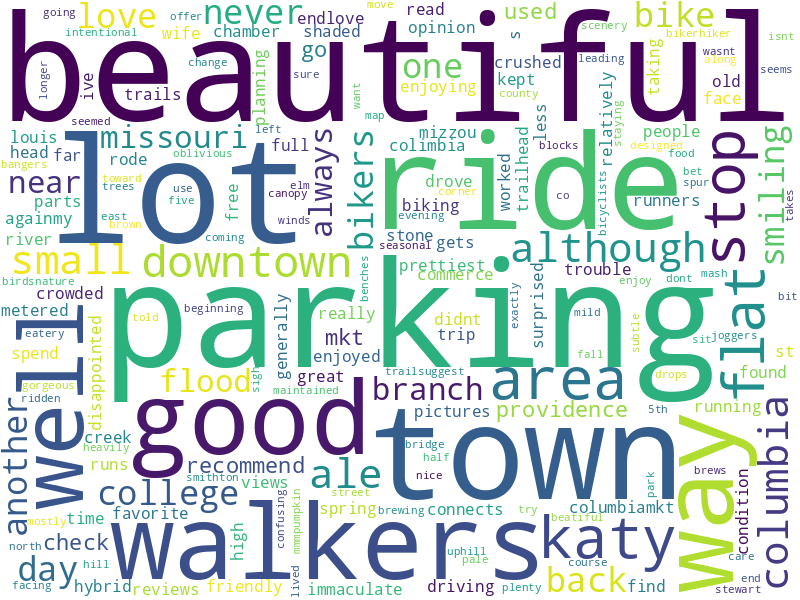 going
offer
never
read
used
bike
move
love
endlove
intentional
wife
chamber
shaded
opinion
s
scenery
beautiful
go
crushed
bikerhiker
isnt
longer
ive
change
sure
one
kept
taking
leading
wasnt
along
trails
planning
enjoying
want
county
old
seems
face
seemed
map
louis
missouri
left
full
always
mizzou
less
blocks
designed
people
head
far
rode
oblivious
bikers
colimbia
trailhead
relatively
staying
food
stop
smiling
bangers
toward
use
elm
lot
ride
worked
bet
near
trees
five
free
canopy
drove
co
spur
takes
parts
east
brown
corner
biking
bicyclists
runners
againmy
winds
evening
stone
gets
although
river
coming
seasonal
small
downtown
prettiest
area
birdsnature
benches
commerce
trouble
enjoy
dont
mash
bit
crowded
metered
beginning
parking
exactly
surprised
mild
sit
joggers
flat
eatery
told
generally
really
mkt
didnt
trip
subtle
st
spend
disappointed
sigh
enjoyed
fall
drops
found
gorgeous
flood
great
trailsuggest
ridden
well
maintained
branch
area
5th
running
another
good
pictures
providence
creek
bridge
town
way
columbia
runs
recommend
half
ale
views
nice
condition
brews
heavily
smithton
college
street
brewing
connects
columbiamkt
park
check
time
favorite
high
confusing
mmmpumpkin
spring
try
beatiful
mostly
north
walkers
katy
day
hill
uphill
course
care
facing
hybrid
reviews
friendly
lived
immaculate
driving
pale
plenty
back
find
end
stewart